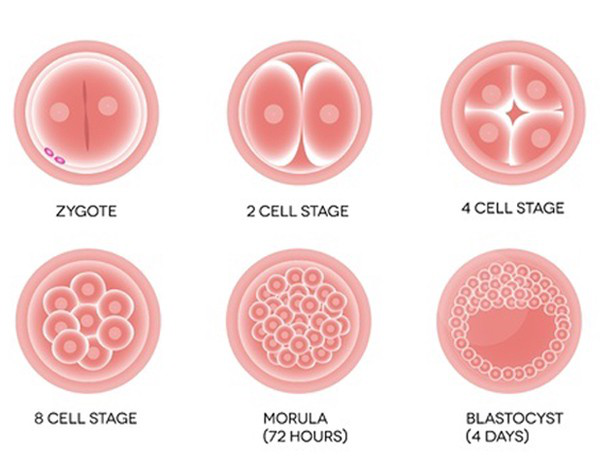 ZYGOTE
2 CELL STAGE
4 CELL STAGE
8 CELL STAGE
MORULA
(72 HOURS)
BLASTOCYST
(4 DAYS)